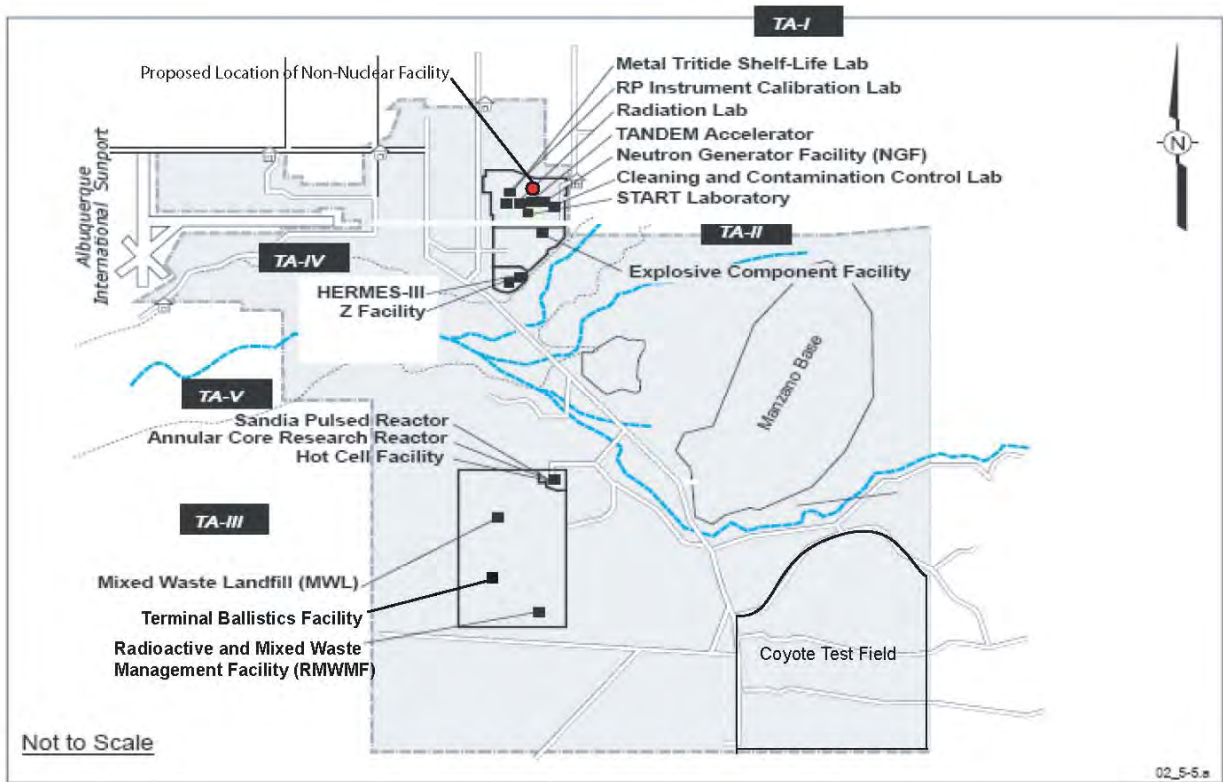 TA-I
Proposed Location of Non-Nuclear Facility
Metal Tritide Shelf-Life Lab
RP Instrument Calibration Lab
Radiation Lab
TANDEM Accelerator
Neutron Generator Facility (NGF)
Cleaning and Contamination Control Lab
START Laboratory
N
Albuquerque
International Sunport
TA-II
TA-IV
Explosive Component Facility
HERMES-III
Z Facility
Manzano Base
TA-V
Sandia Pulsed Reactor
Annular Core Research Reactor
Hot Cell Facility
TA-III
Mixed Waste Landfill (MWL)
Terminal Ballistics Facility
Radioactive and Mixed Waste
Management Facility (RMWMF)
Coyote Test Field
Not to Scale
02_5-5.a